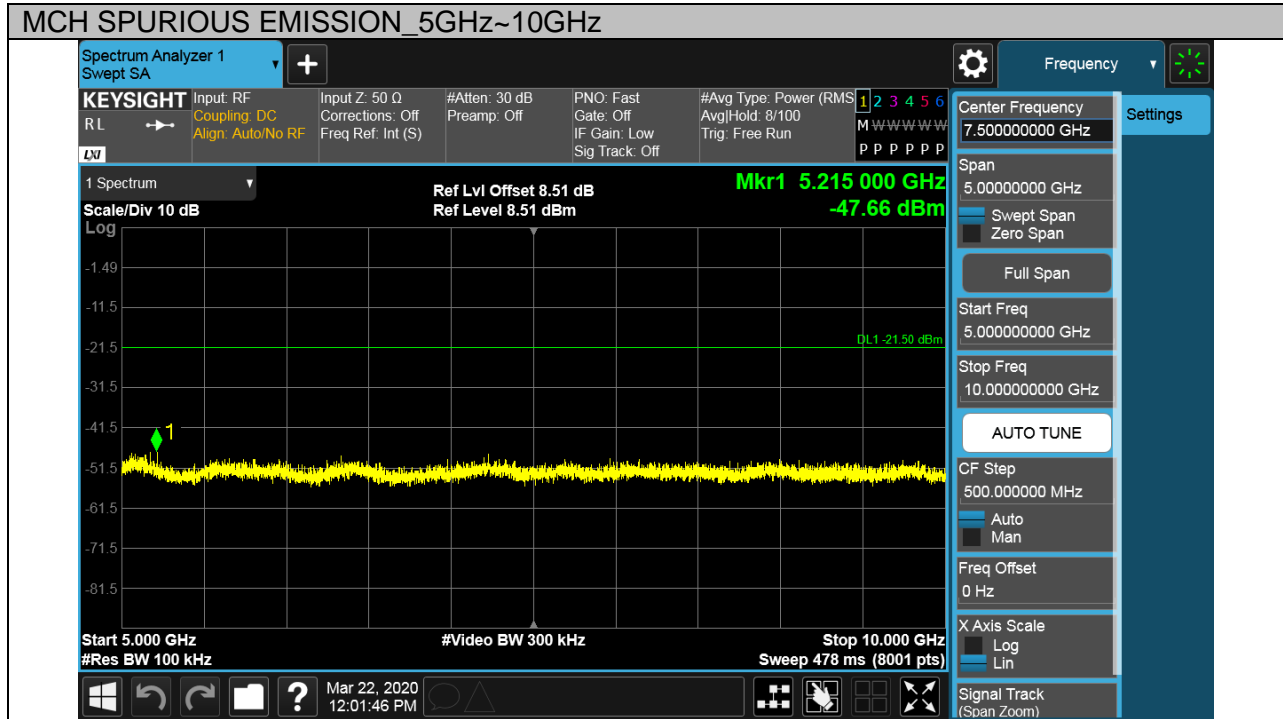 MCH SPURIOUS EMISSION_5GHz~10GHz
Spectrum Analyzer 1
Swept SA
Frequency
KEYSIGHT
RL
LXI
Input: RF
Coupling: DC
Align: Auto/No RF
Input Z: 50 Ω
Corrections: Off
Freq Ref: Int (S)
#Atten: 30 dB
Preamp: Off
PNO: Fast
Gate: Off
IF Gain: Low
Sig Track: Off
#Avg Type: Power (RMS
Avg|Hold: 8/100
Trig: Free Run
1 2 3 4 5 6
M W W W W W
P P P P P P
1 Spectrum
Scale/Div 10 dB
Log
Ref Lvl Offset 8.51 dB
Ref Level 8.51 dBm
Mkr1 5.215 000 GHz
-47.66 dBm
-1.49
-11.5
-21.5
DL1 -21.50 dBm
-31.5
-41.5
1
-51.5
-61.5
-71.5
-81.5
Start 5.000 GHz
#Res BW 100 kHz
#Video BW 300 kHz
Stop 10.000 GHz
Sweep 478 ms (8001 pts)
Mar 22, 2020
12:01:46 PM
Center Frequency
7.500000000 GHz
Settings
Span
5.00000000 GHz
Swept Span
Zero Span
Full Span
Start Freq
5.000000000 GHz
Stop Freq
10.000000000 GHz
AUTO TUNE
CF Step
500.000000 MHz
Auto
Man
Freq Offset
0 Hz
X Axis Scale
Log
Lin
Signal Track
(Span Zoom)